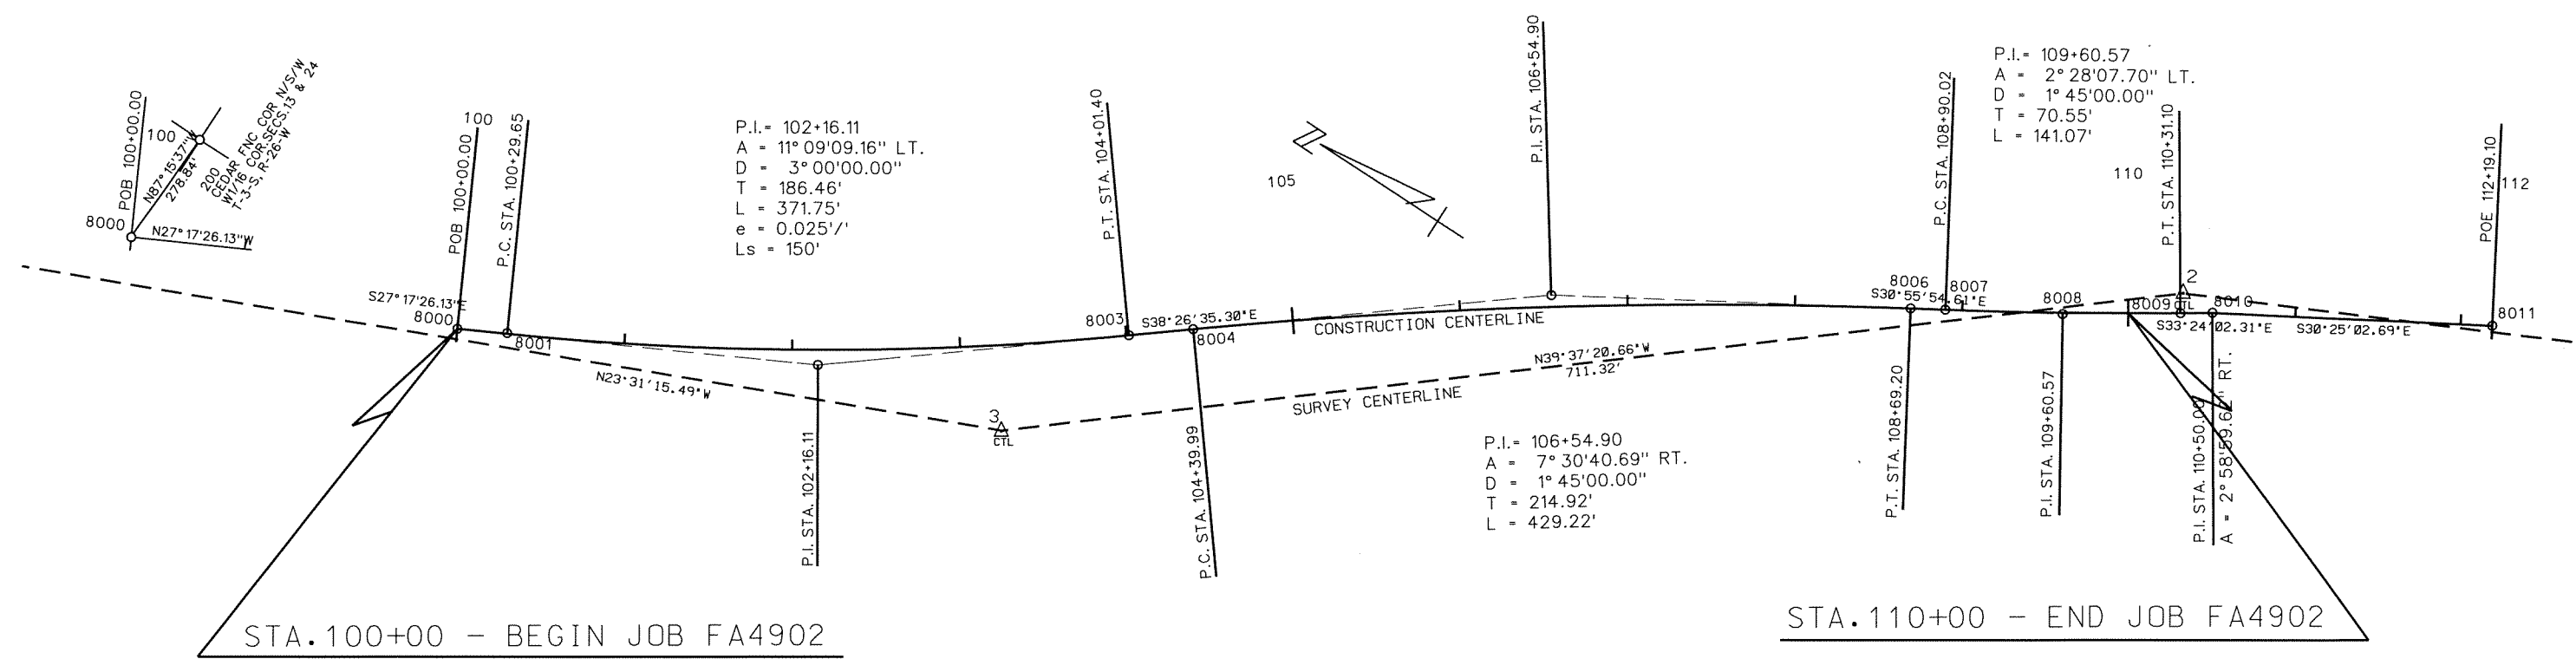 POB 100+00.00
100
N87°15'37"W
278.84'
200
CEDAR FNC COR N/S/W
W1/16 COR.SECS.13 & 24
T-3-S, R-26-W
8000
N27°17'26.13"W
S27°17'26.13"E
8000
POB 100+00.00
100
P.C. STA. 100+29.65
8001
P.I.= 102+16.11
A = 11°09'09.16" LT.
D = 3°00'00.00"
T = 186.46'
L = 371.75'
e = 0.025'/'
Ls = 150'
N23°31'15.49"W
P.I. STA. 102+16.11
3
CTL
P.T. STA. 104+01.40
8003
S38°26'35.30"E
8004
P.C. STA. 104+39.99
105
CONSTRUCTION CENTERLINE
SURVEY CENTERLINE
N39°37'20.66"W
711.32'
P.I. STA. 106+54.90
P.I.= 106+54.90
A = 7°30'40.69" RT.
D = 1°45'00.00"
T = 214.92'
L = 429.22'
8006
S30°55'54.61"E
8007
P.C. STA. 108+90.02
P.T. STA. 108+69.20
P.I.= 109+60.57
A = 2°28'07.70" LT.
D = 1°45'00.00"
T = 70.55'
L = 141.07'
8008
P.I. STA. 109+60.57
110
P.T. STA. 110+31.10
2
8009
CTL
8010
S33°24'02.31"E
S30°25'02.69"E
P.I. STA. 110+50.00
A = 2°58'59.62" RT.
POE 112+19.10
112
8011
STA.100+00 - BEGIN JOB FA4902
STA.110+00 - END JOB FA4902